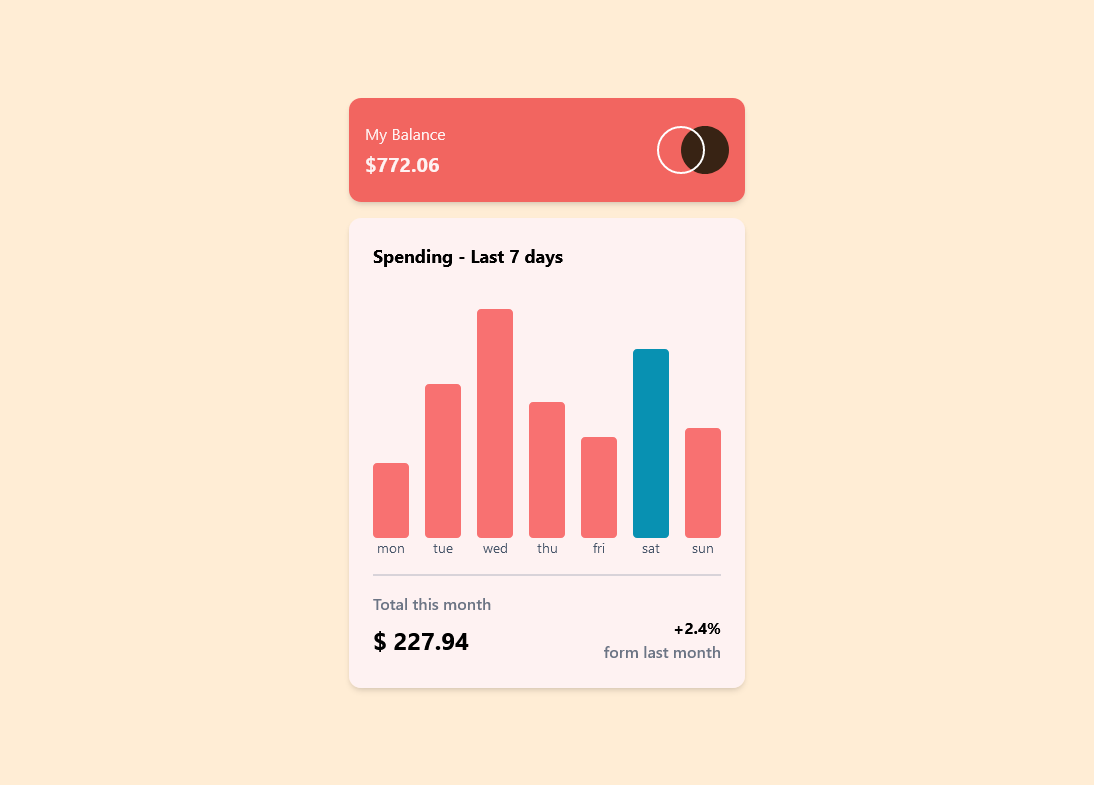 My Balance
$772.06
Spending - Last 7 days
mon tue wed thu fri sat sun
Total this month
$ 227.94
+2.4%
form last month